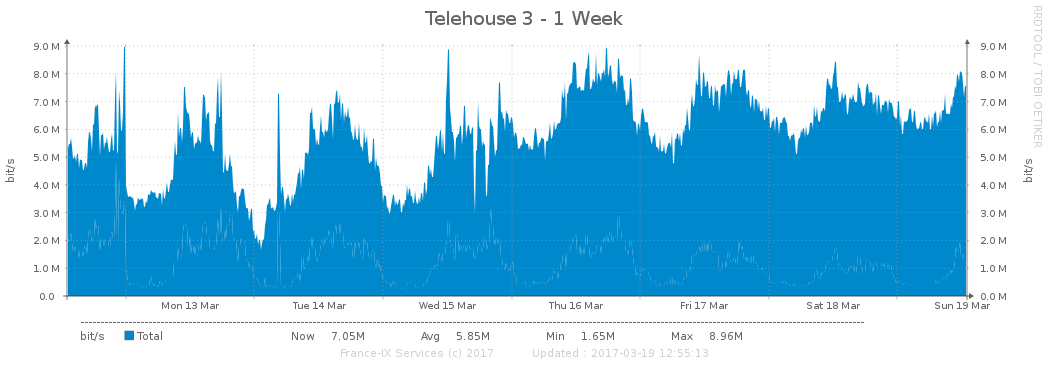 Telehouse 3 - 1 Week
RRDTOOL / TOBI OETIKER
bit/s
9.0 M 9.0 M
8.0 M 8.0 M
7.0 M 7.0 M
6.0 M 6.0 M
5.0 M 5.0 M
4.0 M 4.0 M
3.0 M 3.0 M
2.0 M 2.0 M
1.0 M 1.0 M
0.0 0.0 M
bit/s
Mon 13 Mar Tue 14 Mar Wed 15 Mar Thu 16 Mar Fri 17 Mar Sat 18 Mar Sun 19 Mar
bit/s Total Now 7.05M Avg 5.85M Min 1.65M Max 8.96M
France-IX Services (c) 2017 Updated : 2017-03-19 12:55:13